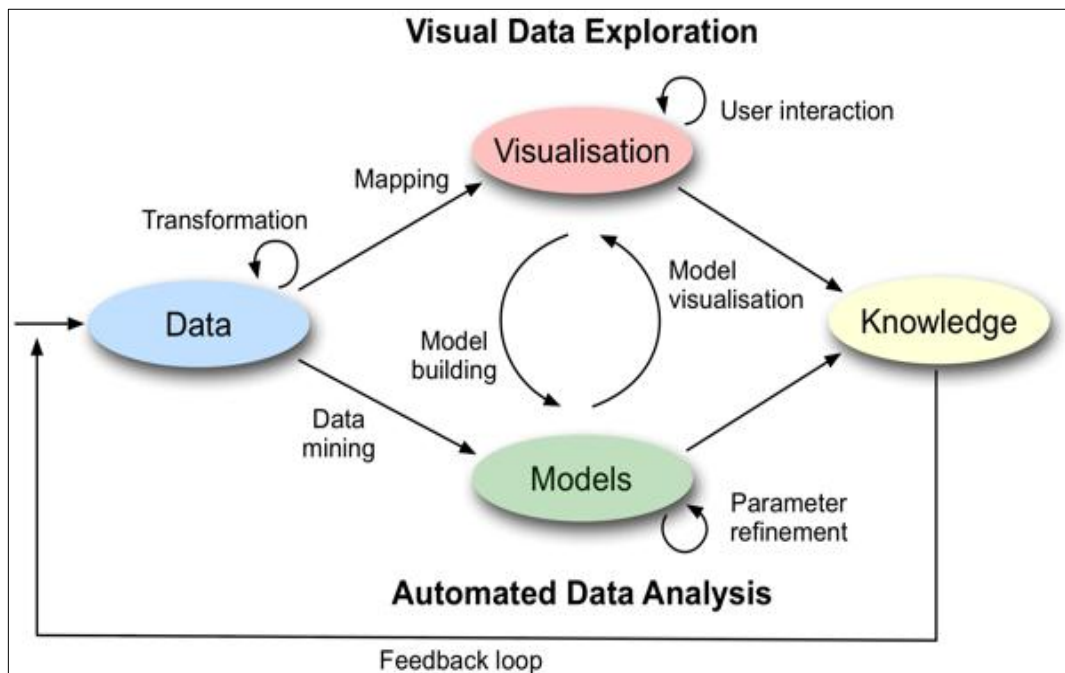 Visual Data Exploration
User interaction
Visualisation
Mapping
Transformation
Model
visualisation
Data
Knowledge
Model
building
Data
mining
Models
Parameter
refinement
Automated Data Analysis
Feedback loop